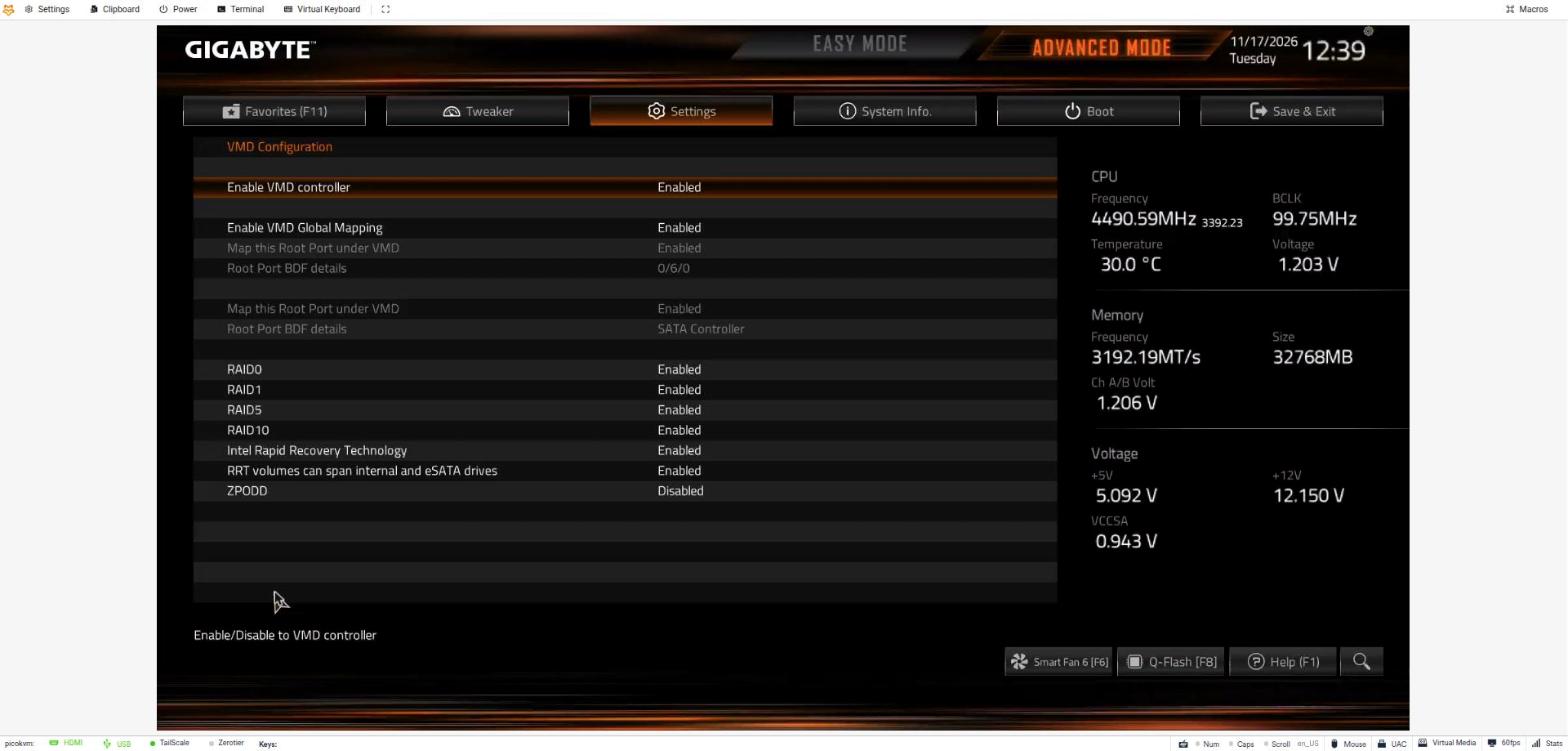 Settings Clipboard Power Terminal Virtual Keyboard Macros
GIGABYTE™ EASY MODE ADVANCED MODE 11/17/2026 Tuesday 12:39
Favorites (F11) Tweaker Settings System Info. Boot Save & Exit
VMD Configuration
Enable VMD controller Enabled
Enable VMD Global Mapping Enabled
Map this Root Port under VMD Enabled
Root Port BDF details 0/6/0
Map this Root Port under VMD Enabled
Root Port BDF details SATA Controller
RAID0 Enabled
RAID1 Enabled
RAID5 Enabled
RAID10 Enabled
Intel Rapid Recovery Technology Enabled
RRT volumes can span internal and eSATA drives Enabled
ZPODD Disabled
Enable/Disable to VMD controller
CPU
Frequency BCLK
4490.59MHz 3392.23 99.75MHz
Temperature Voltage
30.0 °C 1.203 V
Memory
Frequency Size
3192.19MT/s 32768MB
Ch A/B Volt
1.206 V
Voltage
+5V +12V
5.092 V 12.150 V
VCCSA
0.943 V
Smart Fan 6 [F6] Q-Flash [F8] Help (F1)
picokvm: HDMI USB TailScale Zerotier Keys: Num Caps Scroll en_US Mouse UAC Virtual Media 60fps Stats